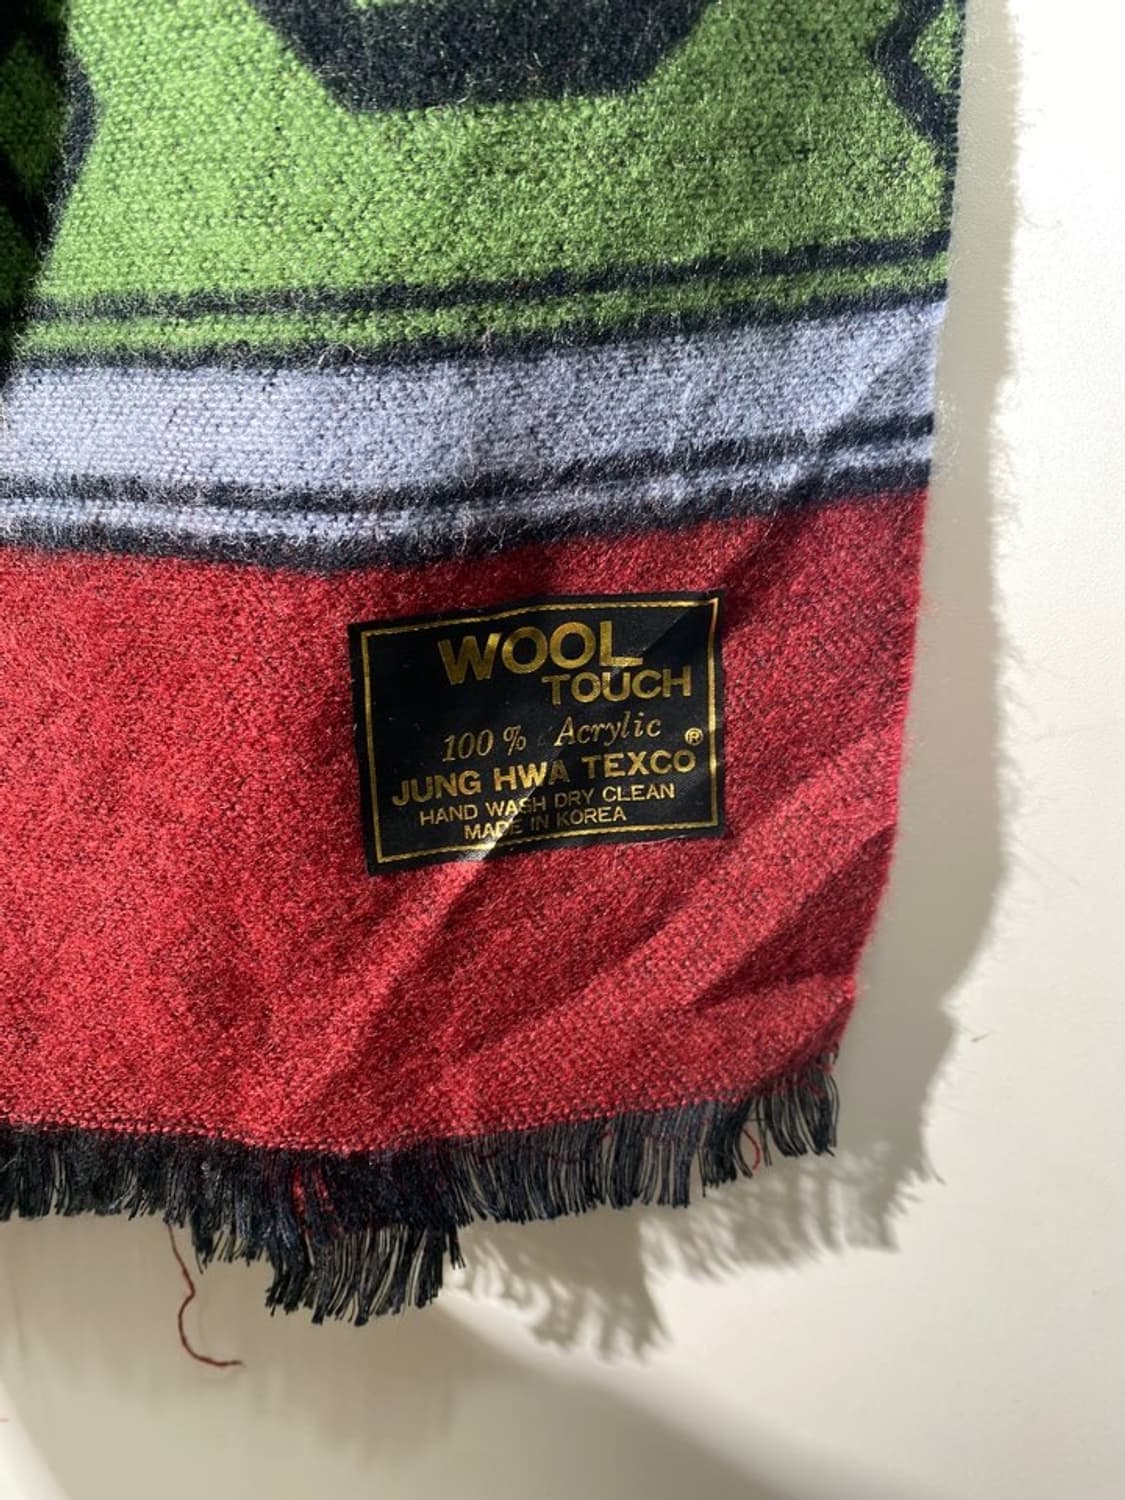 WOOL
TOUCH
100 % Acrylic
JUNG HWA TEXCO ®
HAND WASH DRY CLEAN
MADE IN KOREA